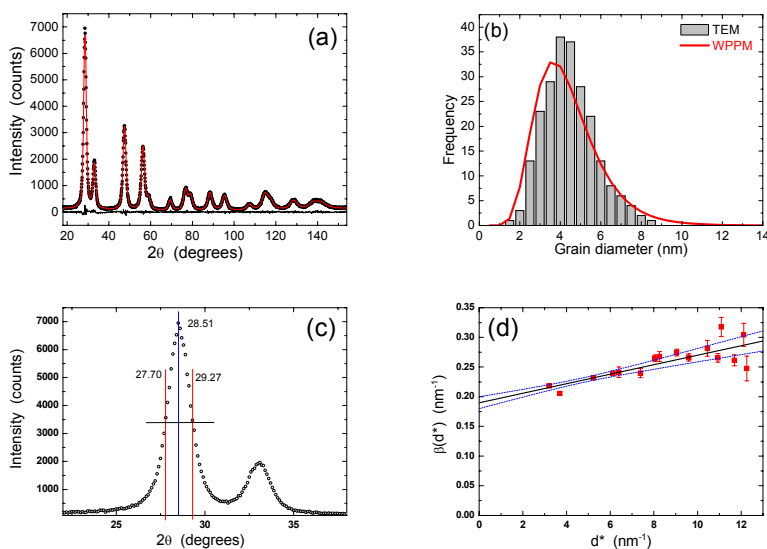 (a)
Intensity (counts)
7000
6000
5000
4000
3000
2000
1000
0
20 40 60 80 100 120 140
2θ (degrees)
(b)
TEM
WPPM
Frequency
40
35
30
25
20
15
10
5
0
0 2 4 6 8 10 12 14
Grain diameter (nm)
(c)
Intensity (counts)
7000
6000
5000
4000
3000
2000
1000
28.51
27.70
29.27
25 30 35
2θ (degrees)
(d)
β(d*) (nm⁻¹)
0.35
0.30
0.25
0.20
0.15
0.10
0.05
0.00
0 2 4 6 8 10 12
d* (nm⁻¹)